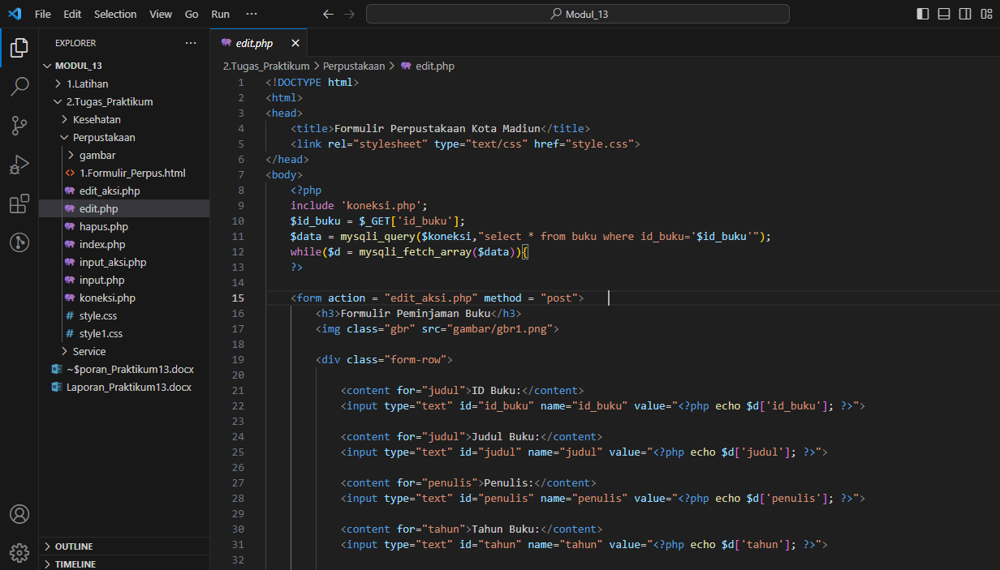 File Edit Selection View Go Run ···
Modul_13
EXPLORER ···
MODUL_13
1.Latihan
2.Tugas_Praktikum
Kesehatan
Perpustakaan
gambar
1.Formulir_Perpus.html
edit_aksi.php
edit.php
hapus.php
index.php
input_aksi.php
input.php
koneksi.php
# style.css
# style1.css
Service
~$poran_Praktikum13.docx
Laporan_Praktikum13.docx
OUTLINE
TIMELINE
edit.php
2.Tugas_Praktikum > Perpustakaan > edit.php
1 <!DOCTYPE html>
2 <html>
3 <head>
4 <title>Formulir Perpustakaan Kota Madiun</title>
5 <link rel="stylesheet" type="text/css" href="style.css">
6 </head>
7 <body>
8 <?php
9 include 'koneksi.php';
10 $id_buku = $_GET['id_buku'];
11 $data = mysqli_query($koneksi,"select * from buku where id_buku='$id_buku'");
12 while($d = mysqli_fetch_array($data)){
13 ?>
14
15 <form action = "edit_aksi.php" method = "post">
16 <h3>Formulir Peminjaman Buku</h3>
17 <img class="gbr" src="gambar/gbr1.png">
18
19 <div class="form-row">
20
21 <content for="judul">ID Buku:</content>
22 <input type="text" id="id_buku" name="id_buku" value="<?php echo $d['id_buku']; ?>">
23
24 <content for="judul">Judul Buku:</content>
25 <input type="text" id="judul" name="judul" value="<?php echo $d['judul']; ?>">
26
27 <content for="penulis">Penulis:</content>
28 <input type="text" id="penulis" name="penulis" value="<?php echo $d['penulis']; ?>">
29
30 <content for="tahun">Tahun Buku:</content>
31 <input type="text" id="tahun" name="tahun" value="<?php echo $d['tahun']; ?>">
32